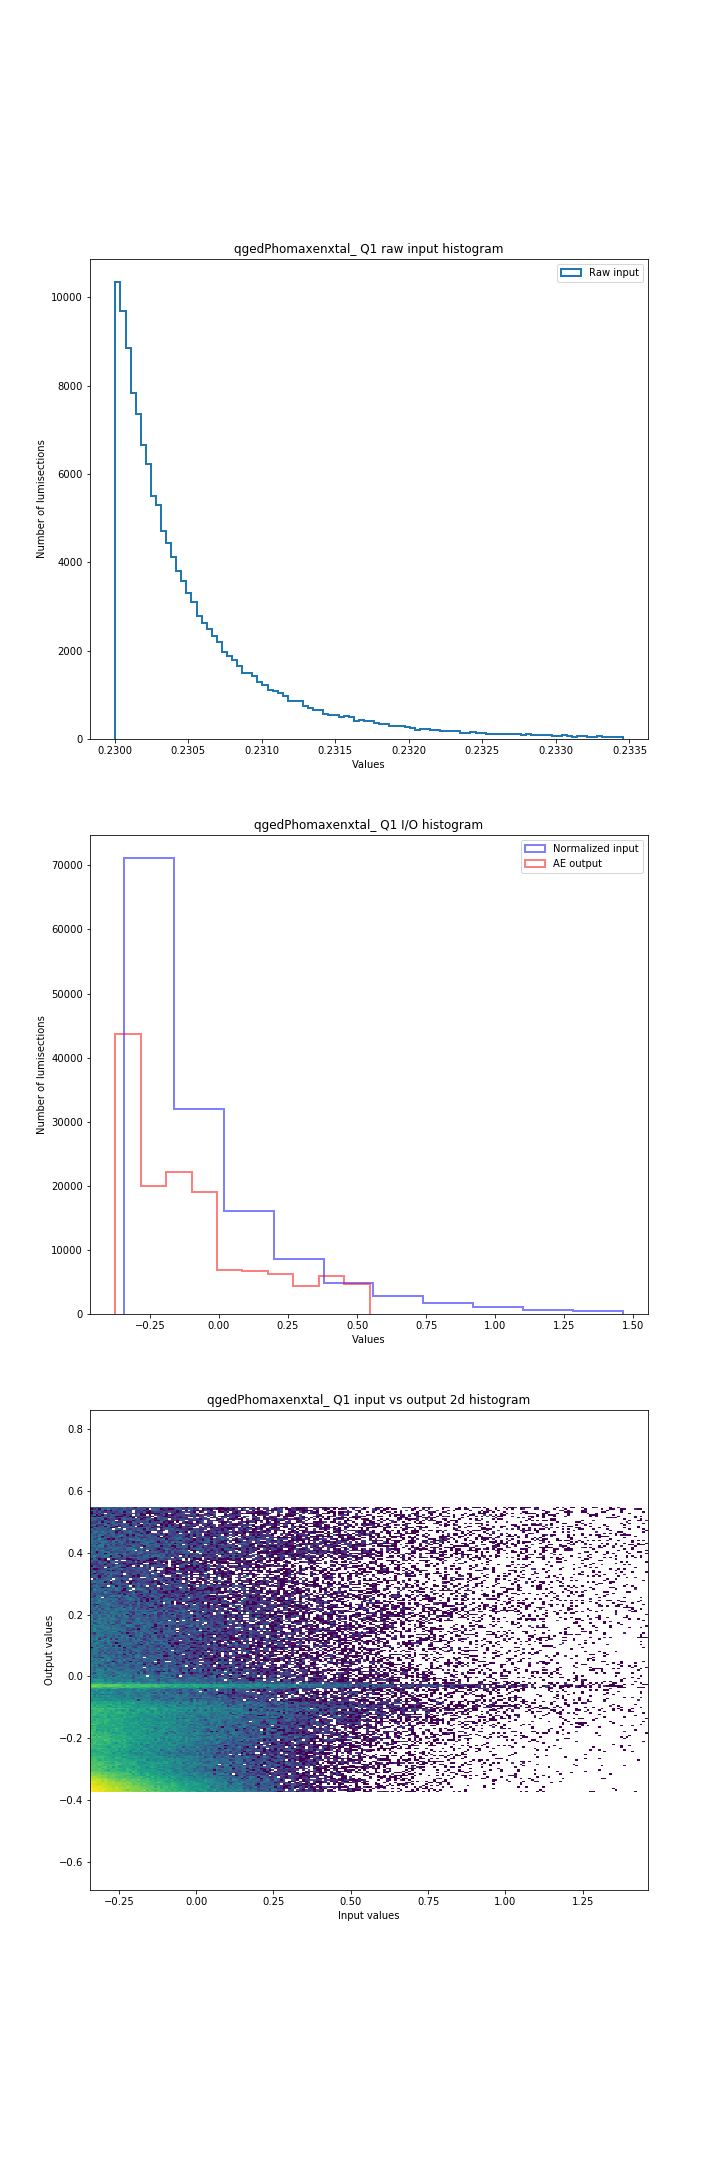 qgedPhomaxenxtal_ Q1 raw input histogram
Raw input
10000
8000
6000
4000
2000
0
Number of lumisections
0.2300 0.2305 0.2310 0.2315 0.2320 0.2325 0.2330 0.2335
Values
qgedPhomaxenxtal_ Q1 I/O histogram
Normalized input
AE output
70000
60000
50000
40000
30000
20000
10000
0
Number of lumisections
−0.25 0.00 0.25 0.50 0.75 1.00 1.25 1.50
Values
qgedPhomaxenxtal_ Q1 input vs output 2d histogram
0.8
0.6
0.4
0.2
0.0
−0.2
−0.4
−0.6
Output values
−0.25 0.00 0.25 0.50 0.75 1.00 1.25
Input values